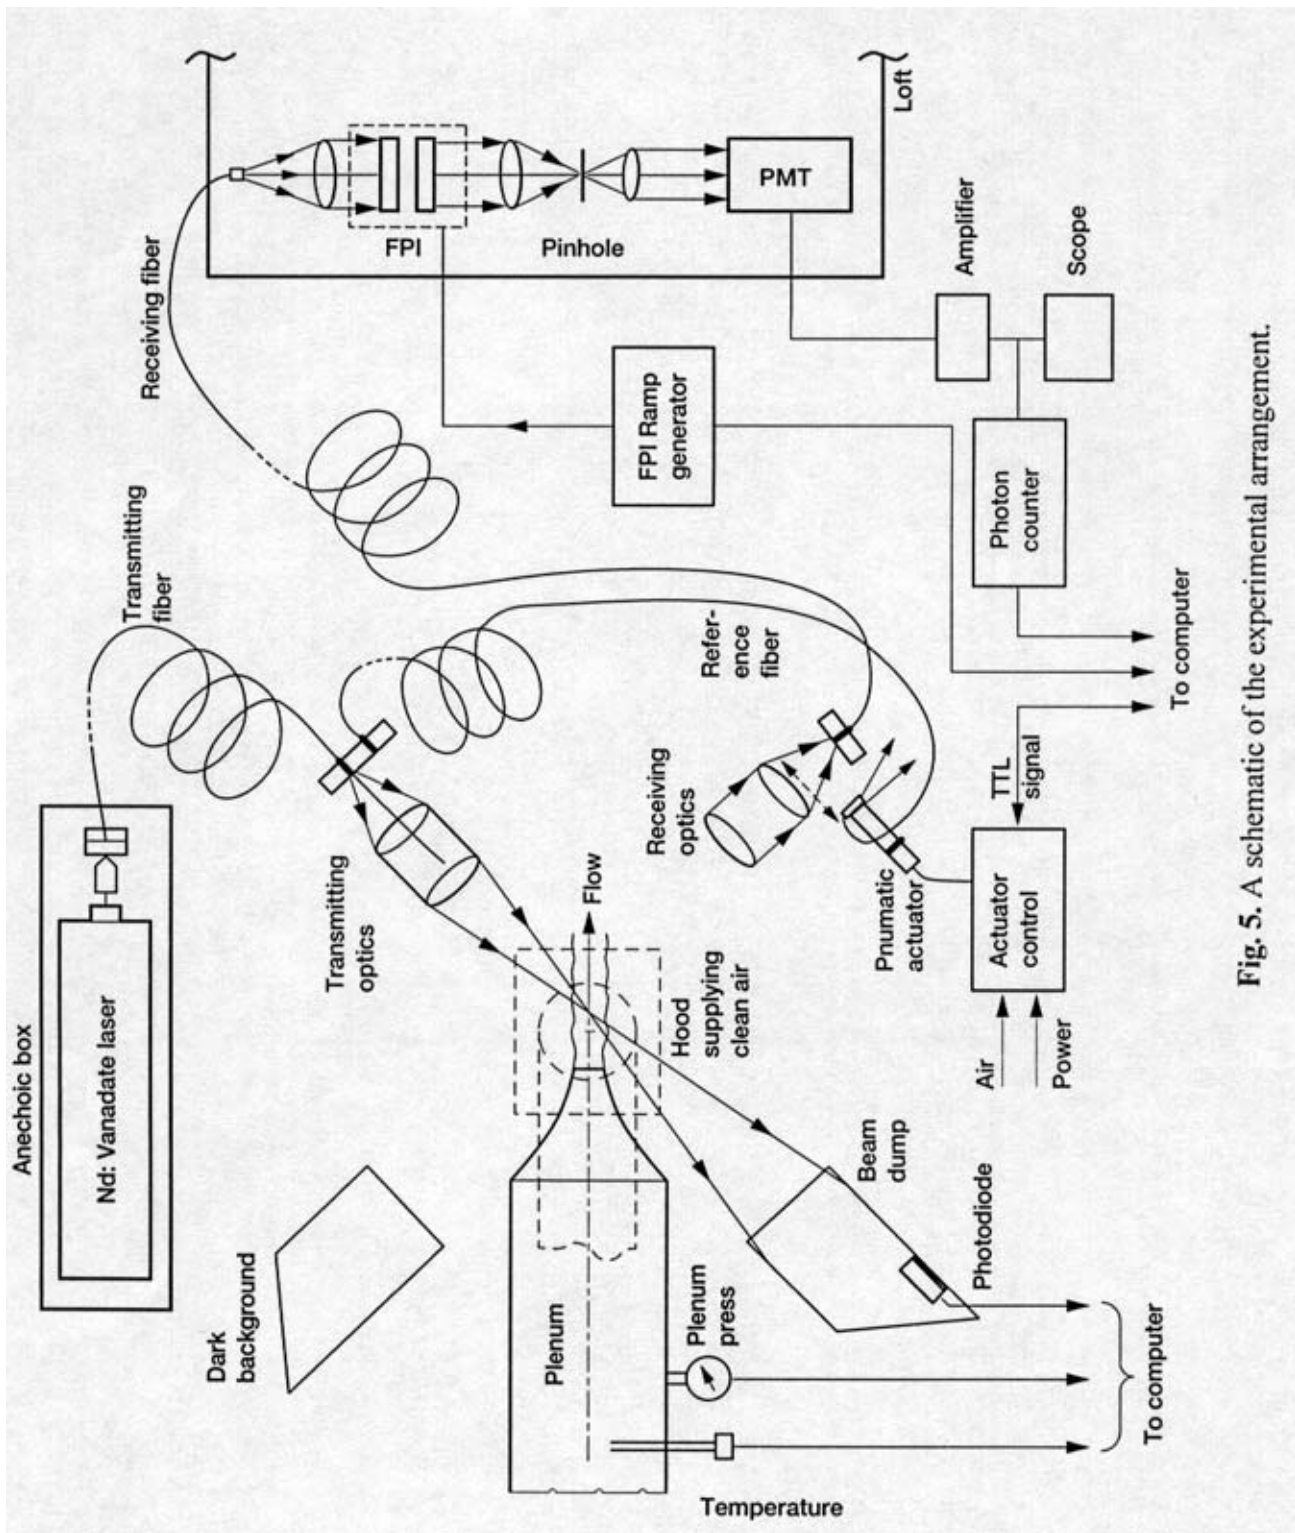 Anechoic box
Nd: Vanadate laser
Transmitting
fiber
Receiving fiber
FPI
Pinhole
PMT
Loft
Dark
background
Transmitting
optics
Refer-
ence
fiber
FPI Ramp
generator
Amplifier
Scope
Plenum
Flow
Receiving
optics
Photon
counter
Hood
supplying
clean air
Pnumatic
actuator
TTL
signal
To computer
Plenum
press
Beam
dump
Actuator
control
Air
Power
Temperature
Photodiode
To computer
Fig. 5. A schematic of the experimental arrangement.